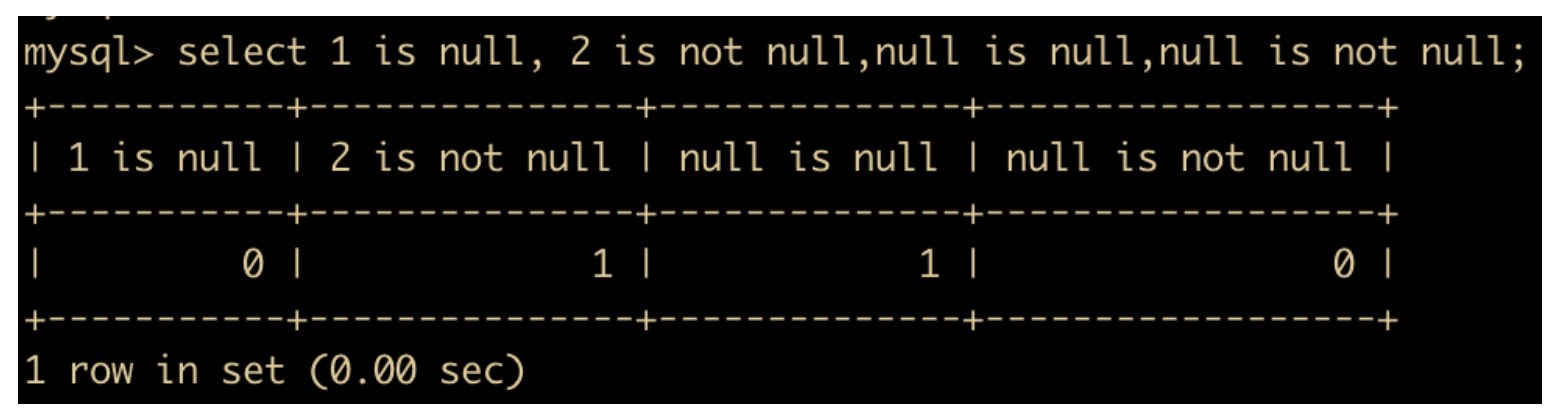 mysql> select 1 is null, 2 is not null,null is null,null is not null;
+-----------+---------------+--------------+------------------+
| 1 is null | 2 is not null | null is null | null is not null |
+-----------+---------------+--------------+------------------+
|         0 |             1 |            1 |                0 |
+-----------+---------------+--------------+------------------+
1 row in set (0.00 sec)